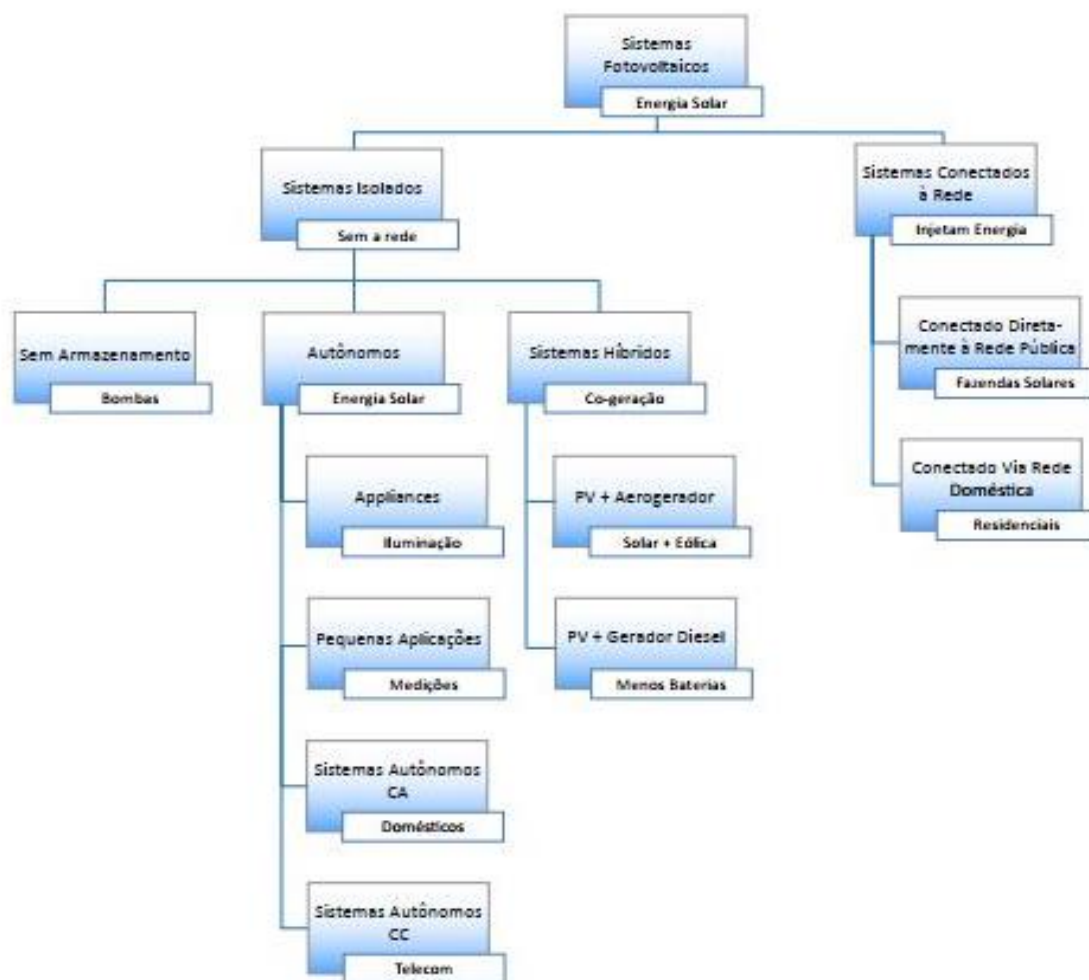 Sistemas
Fotovoltaicos
Energia Solar
Sistemas Isolados
Sem a rede
Sistemas Conectados
à Rede
Injetam Energia
Sem Armazenamento
Bombas
Autônomos
Energia Solar
Sistemas Híbridos
Co-geração
Conectado Direta-
mente à Rede Pública
Fazendas Solares
Appliances
Iluminação
PV + Aerogerador
Solar + Eólica
Conectado Via Rede
Doméstica
Residenciais
Pequenas Aplicações
Medições
PV + Gerador Diesel
Menos Baterias
Sistemas Autônomos
CA
Domésticos
Sistemas Autônomos
CC
Telecom